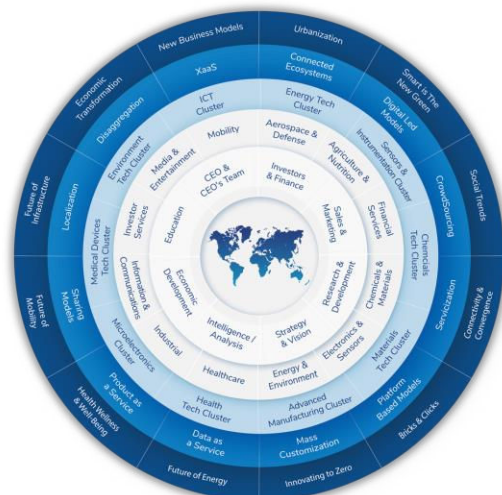 New Business Models
Urbanization
Smart is The
New Green
Social Trends
Connectivity &
Convergence
Bricks & Clicks
Innovating to Zero
Future of Energy
Health Wellness
& Well-Being
Future of
Mobility
Future of
Infrastructure
Economic
Transformation
XaaS
Connected
Ecosystems
Digital Led
Models
CrowdSourcing
Servicization
Platform
Based Models
Mass
Customization
Data as
a Service
Product as
a Service
Sharing
Models
Localization
Disaggregation
ICT
Cluster
Energy Tech
Cluster
Sensors &
Instrumentation Cluster
Chemcials
Tech Cluster
Materials
Tech Cluster
Advanced
Manufacturing Cluster
Health
Tech Cluster
Microelectronics
Cluster
Medical Devices
Tech Cluster
Environment
Tech Cluster
Mobility
Aerospace &
Defense
Agriculture &
Nutrition
Financial
Services
Chemicals &
Materials
Electronics &
Sensors
Energy &
Environment
Healthcare
Industrial
Information &
Communications
Investor
Services
Media &
Entertainment
CEO &
CEO's Team
Investors
& Finance
Sales &
Marketing
Research &
Development
Strategy
& Vision
Intelligence /
Analysis
Economic
Development
Education